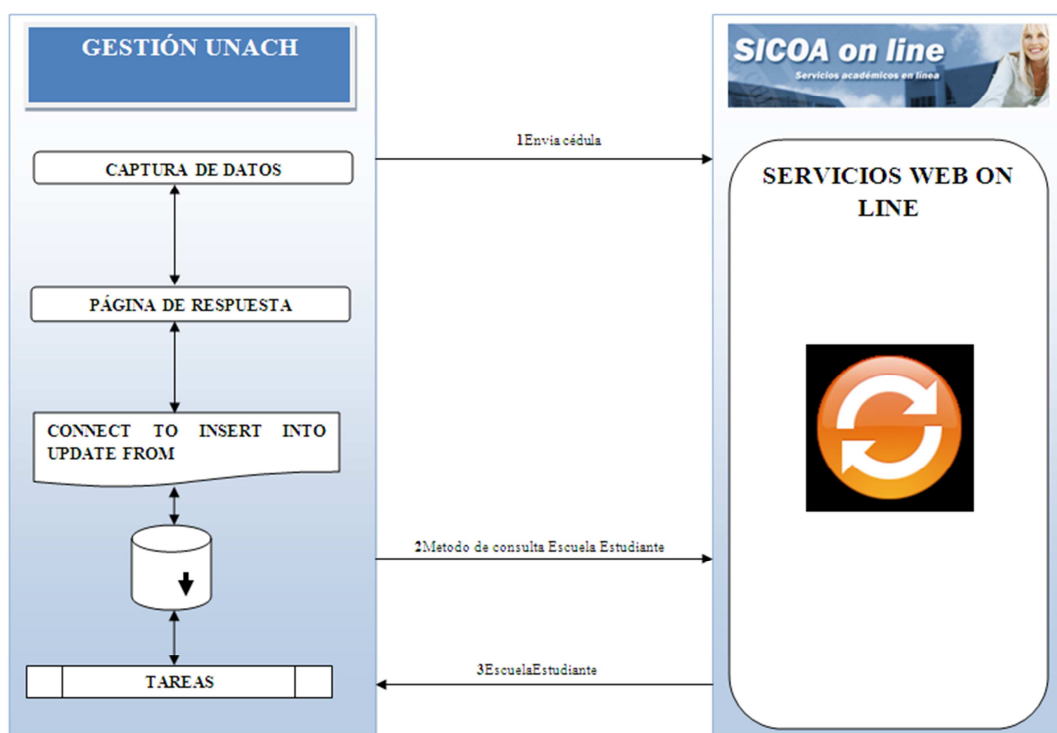 GESTIÓN UNACH
SICOA on line
Servicios académicos en línea
1Envia cédula
CAPTURA DE DATOS
SERVICIOS WEB ON
LINE
PÁGINA DE RESPUESTA
CONNECT TO INSERT INTO
UPDATE FROM
2Metodo de consulta Escuela Estudiante
3EscuelaEstudiante
TAREAS